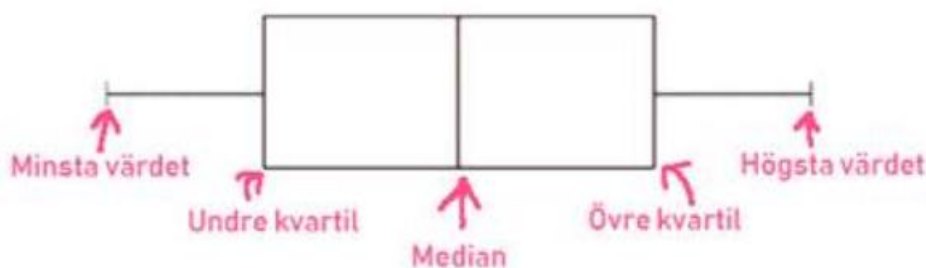 Minsta värdet
Högsta värdet
Undre kvartil
Övre kvartil
Median